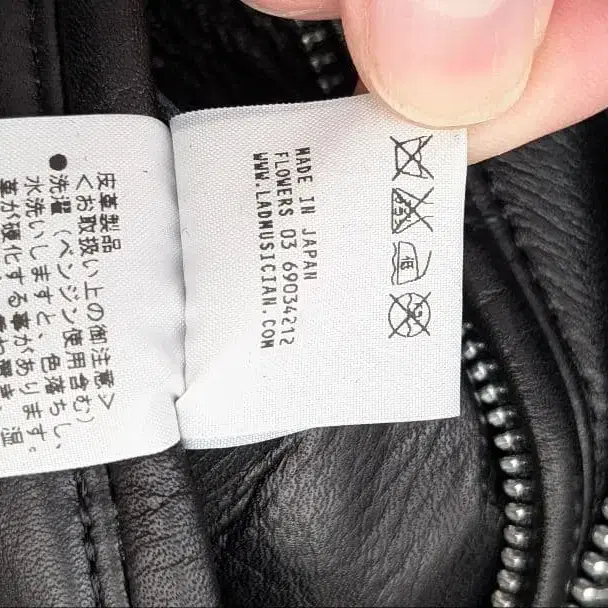 皮革製品
<お取扱い上の御注意>
●洗濯(ベンジン使用含む)
水洗いしますと、色落ちし、
革が硬化する事があります。
低
MADE IN JAPAN
FLOWERS 03 69034212
WWW.LADMUSICIAN.COM